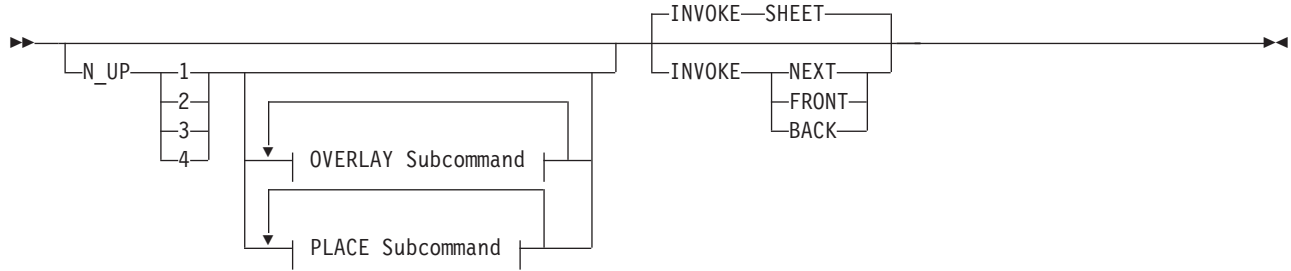 INVOKE SHEET
N_UP 1 INVOKE NEXT
2 FRONT
3 BACK
4
OVERLAY Subcommand
PLACE Subcommand